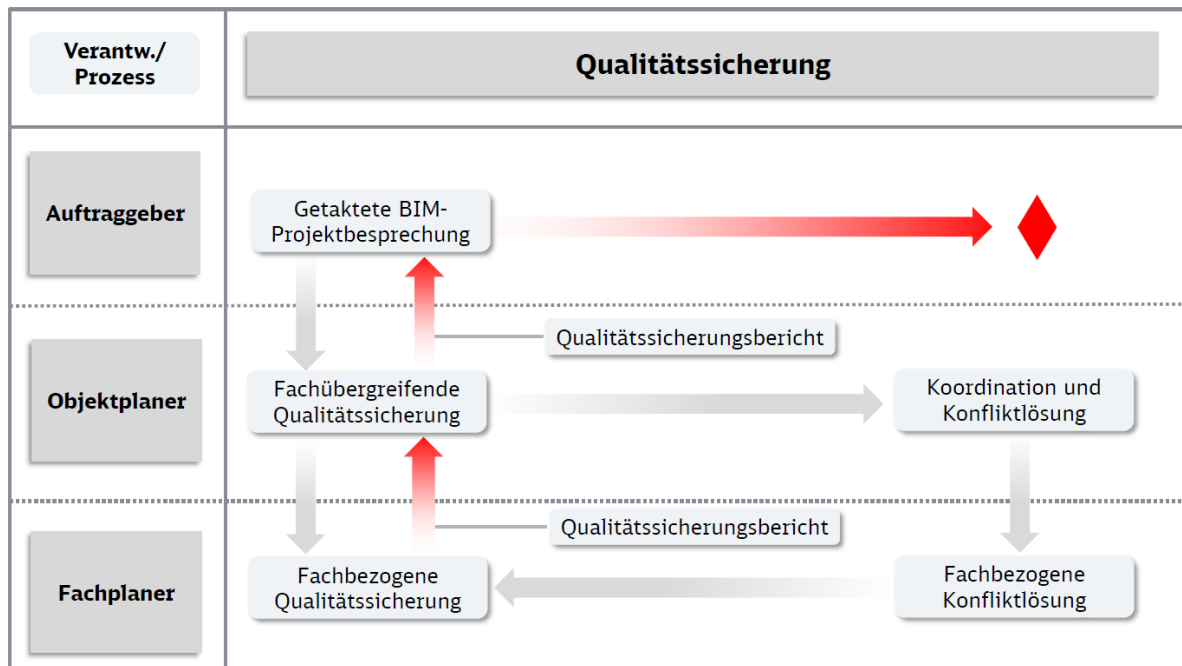 Verantw./
Prozess
Qualitätssicherung
Auftraggeber
Getaktete BIM-
Projektbesprechung
Qualitätssicherungsbericht
Objektplaner
Fachübergreifende
Qualitätssicherung
Koordination und
Konfliktlösung
Qualitätssicherungsbericht
Fachplaner
Fachbezogene
Qualitätssicherung
Fachbezogene
Konfliktlösung